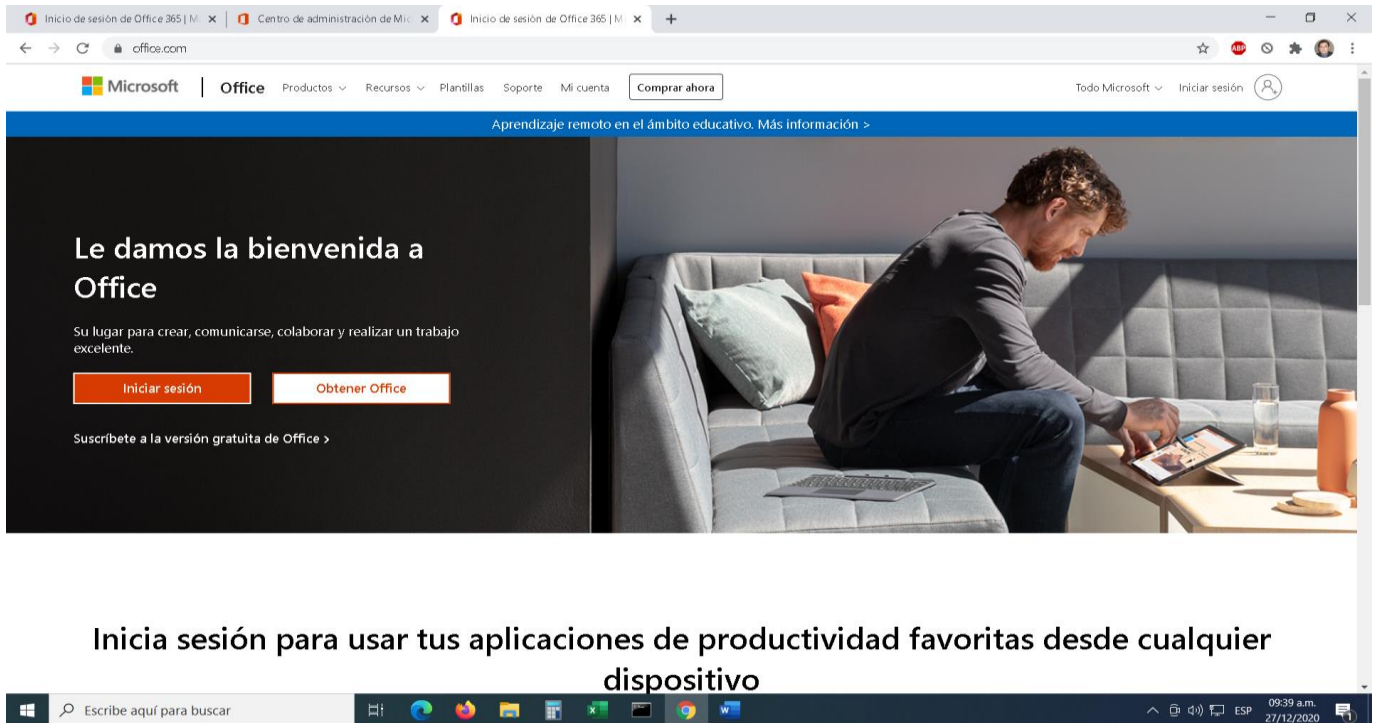 Inicio de sesión de Office 365 | M
Centro de administración de Mic
Inicio de sesión de Office 365 | M
office.com
ABP
Microsoft
Office
Productos
Recursos
Plantillas
Soporte
Mi cuenta
Comprar ahora
Todo Microsoft
Iniciar sesión
Aprendizaje remoto en el ámbito educativo. Más información >
Le damos la bienvenida a
Office
Su lugar para crear, comunicarse, colaborar y realizar un trabajo
excelente.
Iniciar sesión
Obtener Office
Suscríbete a la versión gratuita de Office >
Inicia sesión para usar tus aplicaciones de productividad favoritas desde cualquier
dispositivo
Escribe aquí para buscar
ESP
09:39 a.m.
27/12/2020